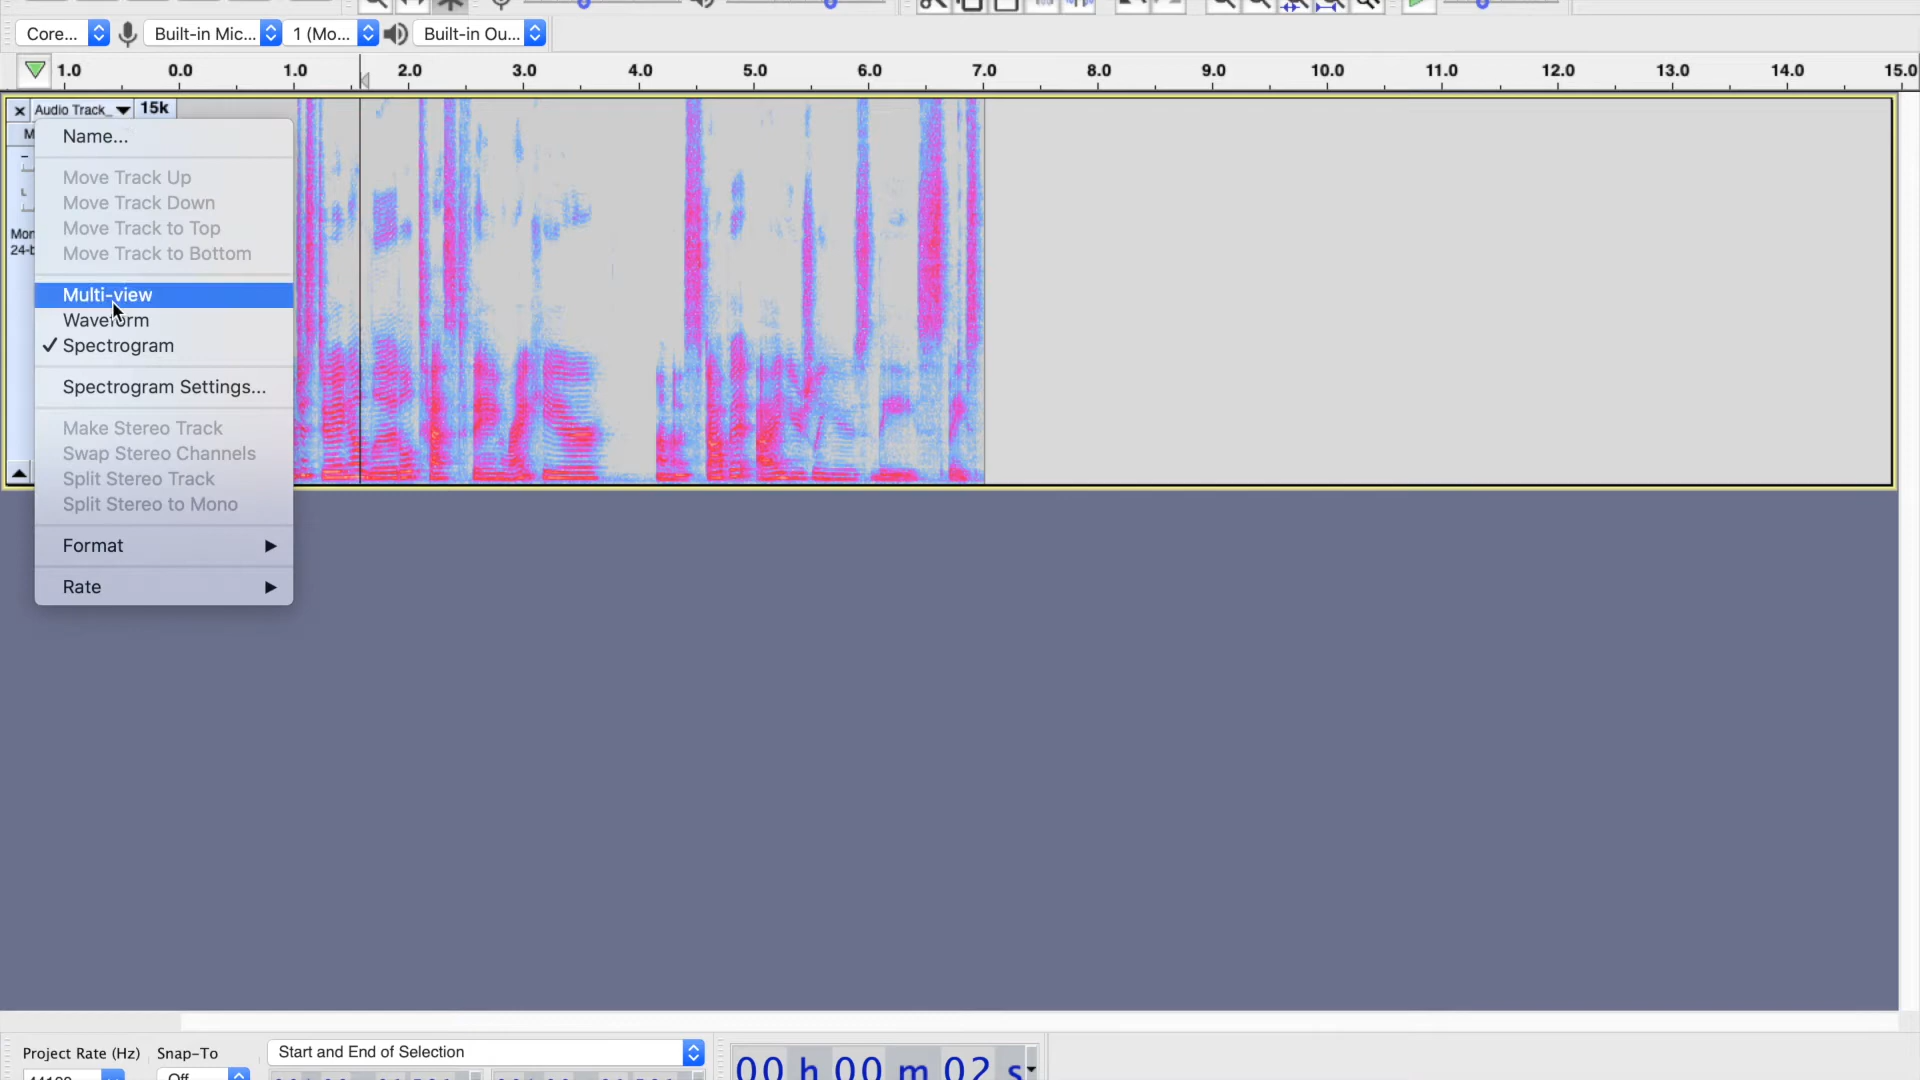 Core... Built-in Mic... 1 (Mo... Built-in Ou...
1.0 0.0 1.0 2.0 3.0 4.0 5.0 6.0 7.0 8.0 9.0 10.0 11.0 12.0 13.0 14.0 15.0
Audio Track_ 15k
Name...
Move Track Up
Move Track Down
Move Track to Top
Move Track to Bottom
Multi-view
Waveform
Spectrogram
Spectrogram Settings...
Make Stereo Track
Swap Stereo Channels
Split Stereo Track
Split Stereo to Mono
Format
Rate
Project Rate (Hz) Snap-To Start and End of Selection
Off
00 h 00 m 02 s